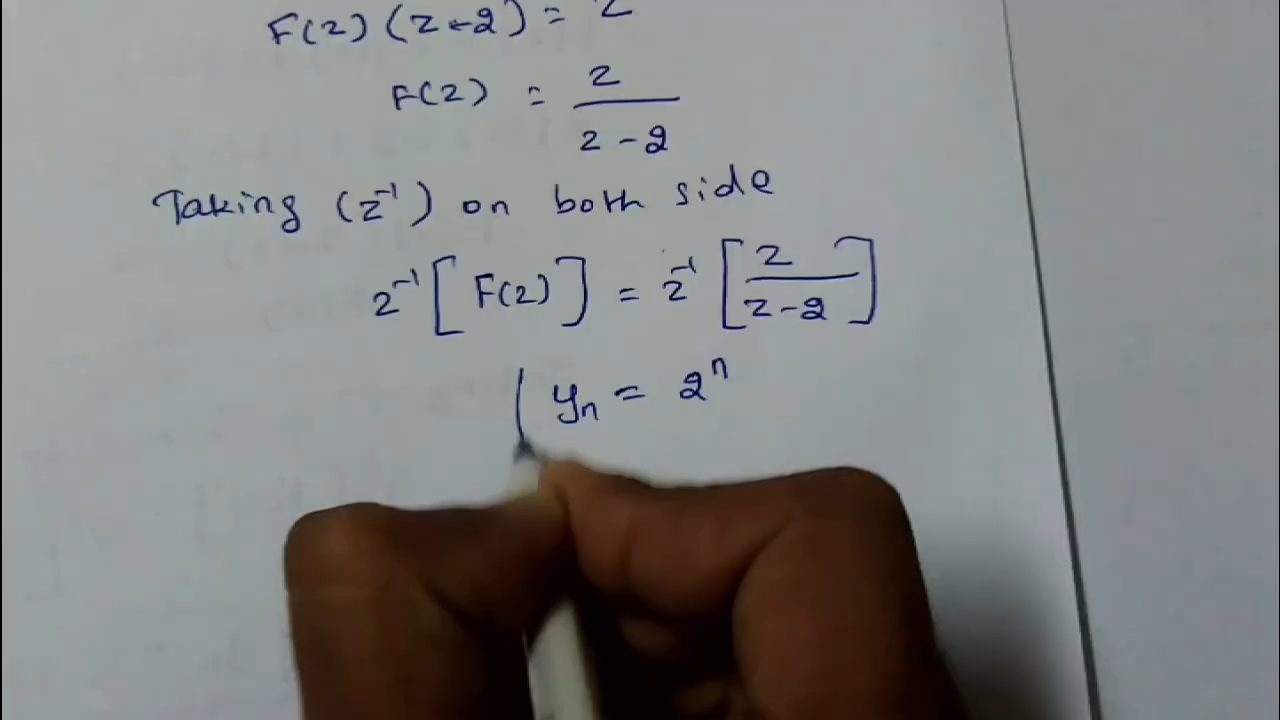 F(z) (z-2) = z
F(z) = z / z - 2
Taking (z⁻¹) on both side
z⁻¹ [ F(z) ] = z⁻¹ [ z / z - 2 ]
yₙ = 2ⁿ